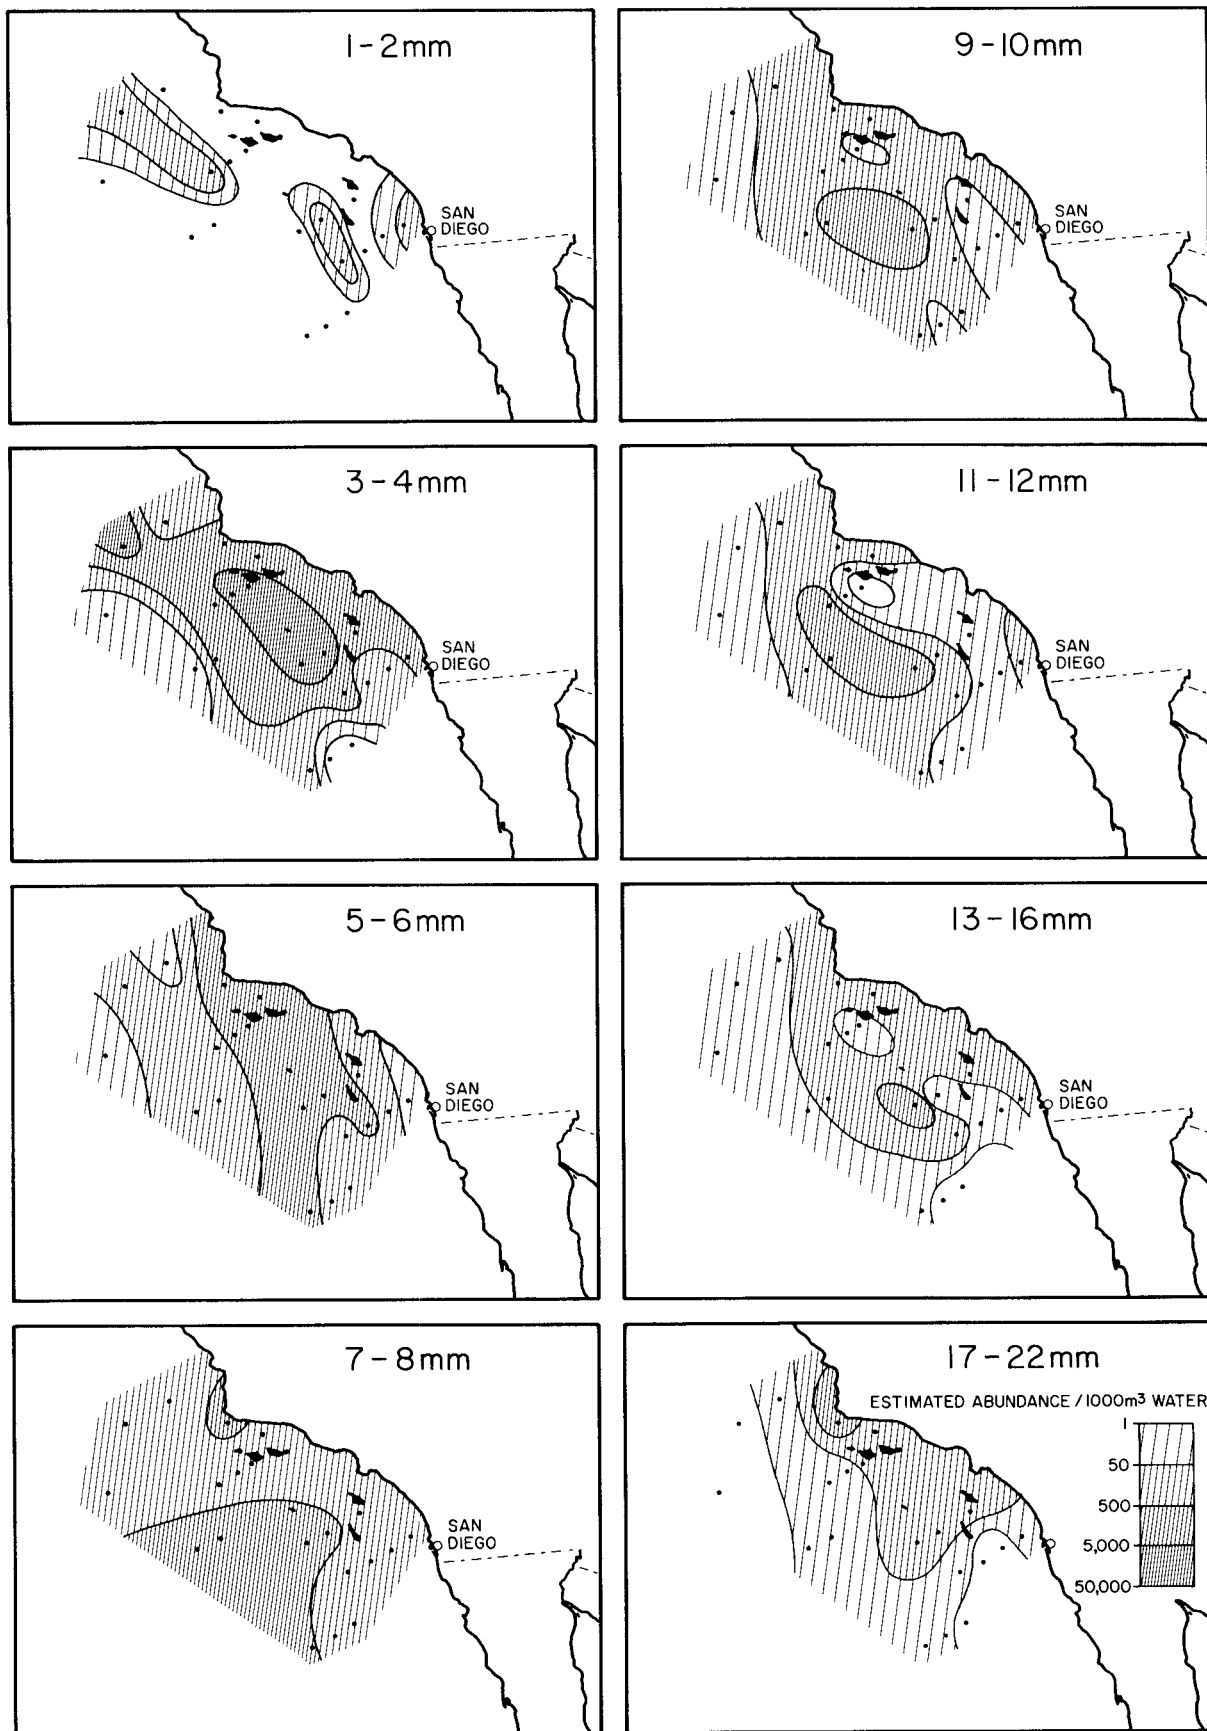 1-2mm
SAN
DIEGO
9-10mm
SAN
DIEGO
3-4mm
SAN
DIEGO
11-12mm
SAN
DIEGO
5-6mm
SAN
DIEGO
13-16mm
SAN
DIEGO
7-8mm
SAN
DIEGO
17-22mm
ESTIMATED ABUNDANCE / 1000m³ WATER
1
50
500
5,000
50,000